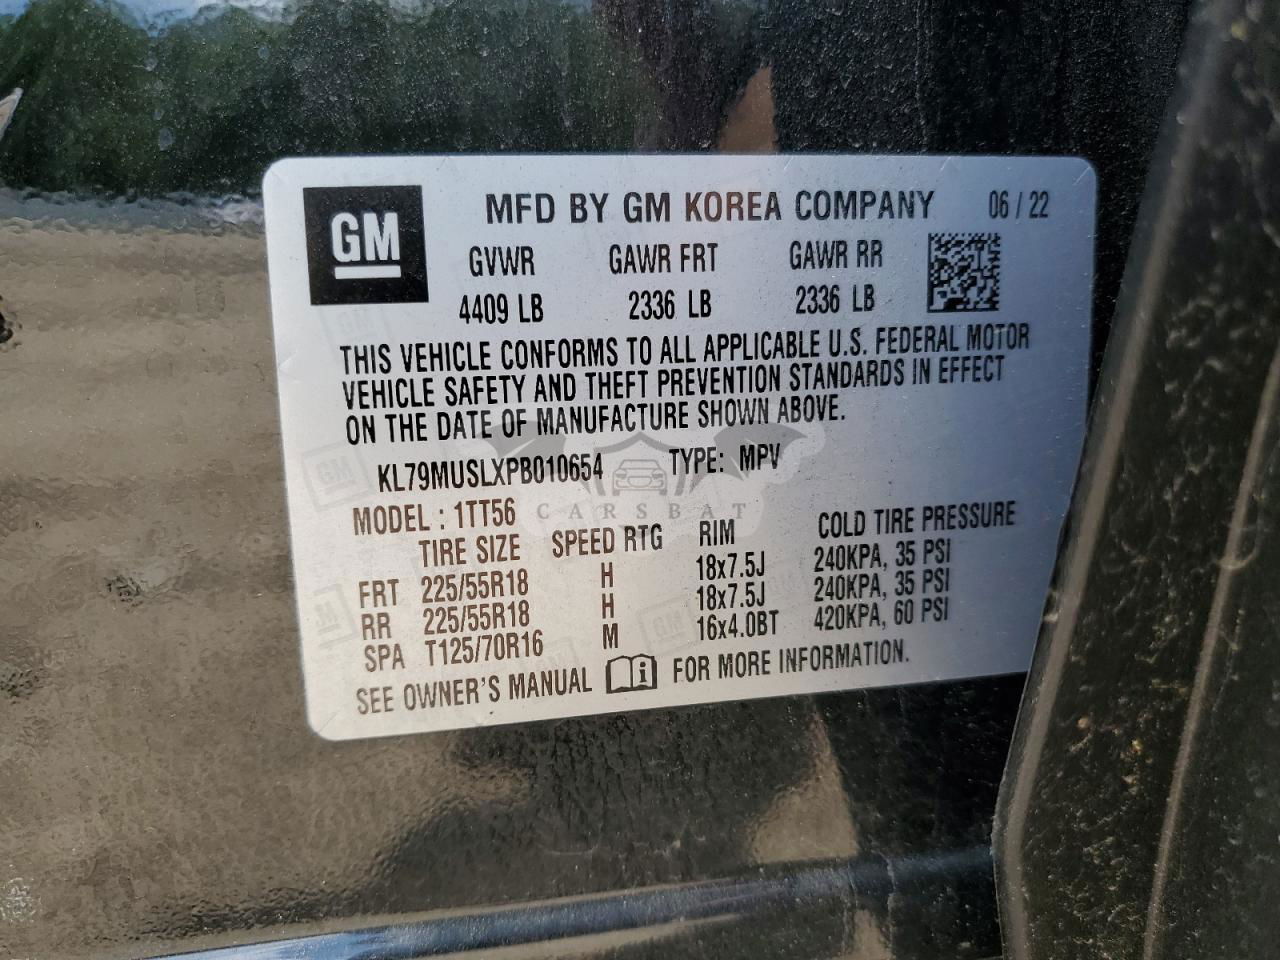 GM
MFD BY GM KOREA COMPANY 06 / 22
GVWR GAWR FRT GAWR RR
4409 LB 2336 LB 2336 LB
THIS VEHICLE CONFORMS TO ALL APPLICABLE U.S. FEDERAL MOTOR
VEHICLE SAFETY AND THEFT PREVENTION STANDARDS IN EFFECT
ON THE DATE OF MANUFACTURE SHOWN ABOVE.
KL79MUSLXPB010654 TYPE: MPV
CARSBAT
MODEL : 1TT56
TIRE SIZE SPEED RTG RIM COLD TIRE PRESSURE
FRT 225/55R18 H 18x7.5J 240KPA, 35 PSI
RR 225/55R18 H 18x7.5J 240KPA, 35 PSI
SPA T125/70R16 M 16x4.0BT 420KPA, 60 PSI
SEE OWNER'S MANUAL i FOR MORE INFORMATION.